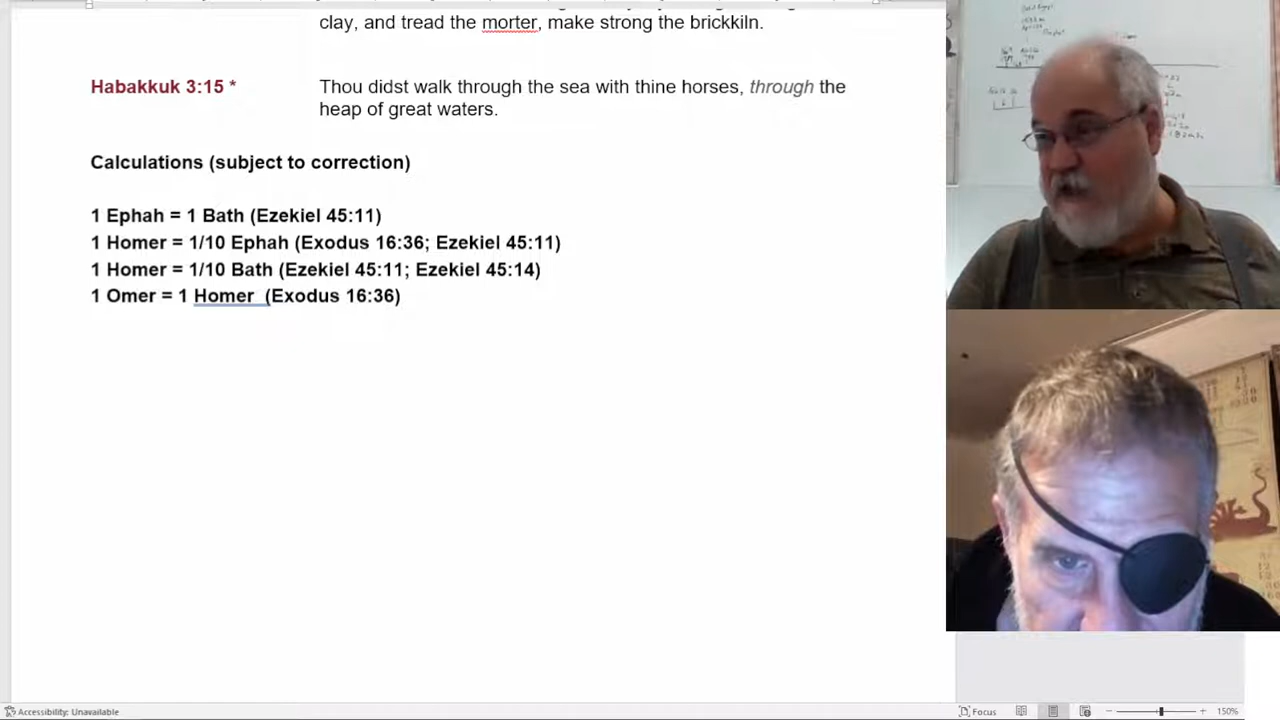 clay, and tread the morter, make strong the brickkiln.
Habakkuk 3:15 * Thou didst walk through the sea with thine horses, through the
heap of great waters.
Calculations (subject to correction)
1 Ephah = 1 Bath (Ezekiel 45:11)
1 Homer = 1/10 Ephah (Exodus 16:36; Ezekiel 45:11)
1 Homer = 1/10 Bath (Ezekiel 45:11; Ezekiel 45:14)
1 Omer = 1 Homer (Exodus 16:36)
Accessibility: Unavailable
Focus
150%